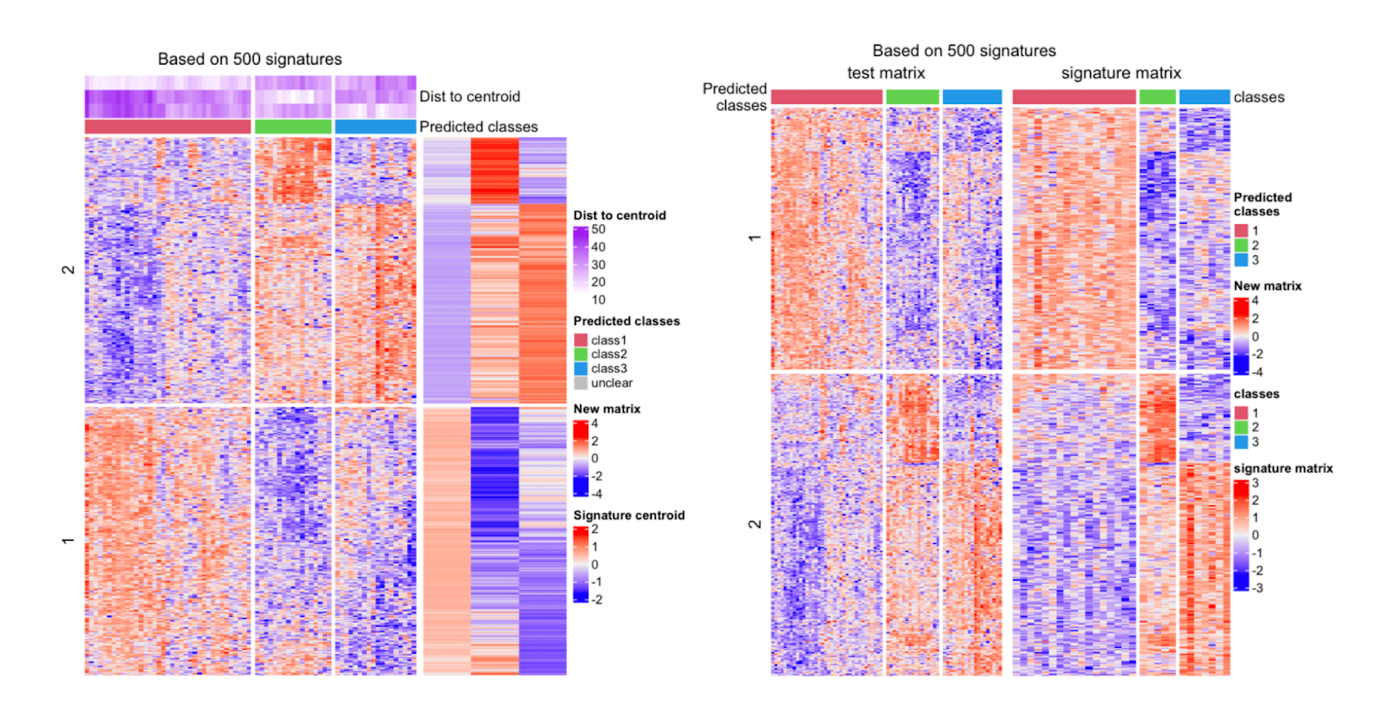 Based on 500 signatures
Dist to centroid
Predicted classes
2
1
Dist to centroid
50
40
30
20
10
Predicted classes
class1
class2
class3
unclear
New matrix
4
2
0
-2
-4
Signature centroid
2
1
0
-1
-2
Based on 500 signatures
test matrix
signature matrix
Predicted
classes
classes
1
2
Predicted
classes
1
2
3
New matrix
4
2
0
-2
-4
classes
1
2
3
signature matrix
3
2
1
0
-1
-2
-3